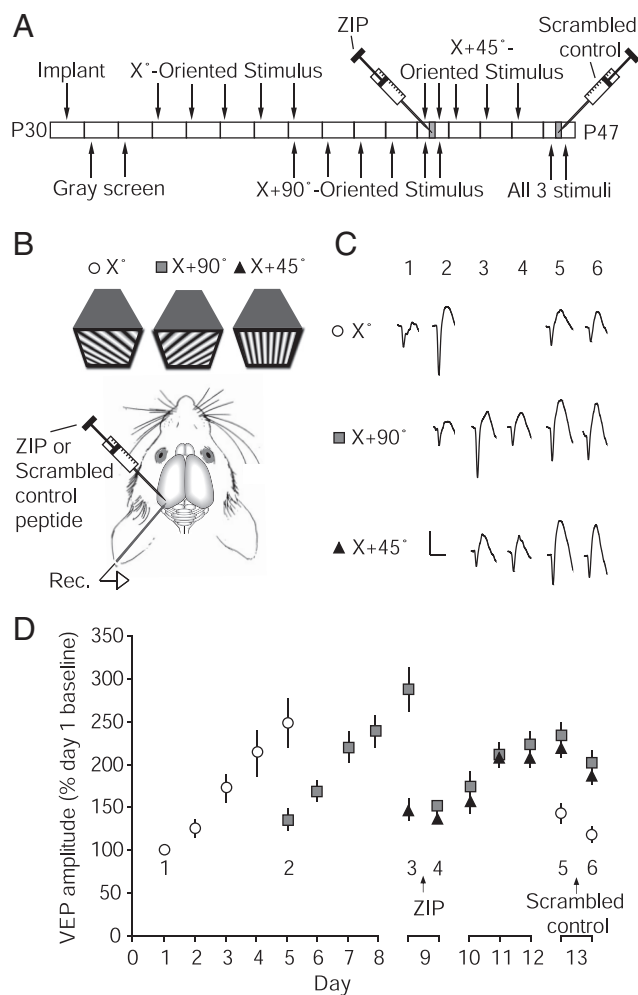 A
ZIP
Scrambled
control
Implant
X°-Oriented Stimulus
X+45°-
Oriented Stimulus
P30
P47
Gray screen
X+90°-Oriented Stimulus
All 3 stimuli
B
X°
X+90°
X+45°
ZIP or
Scrambled
control
peptide
Rec.
C
1 2 3 4 5 6
X°
X+90°
X+45°
D
VEP amplitude (% day 1 baseline)
350
300
250
200
150
100
50
0
1 2 3 4 5 6
ZIP
Scrambled
control
0 1 2 3 4 5 6 7 8 9 10 11 12 13
Day